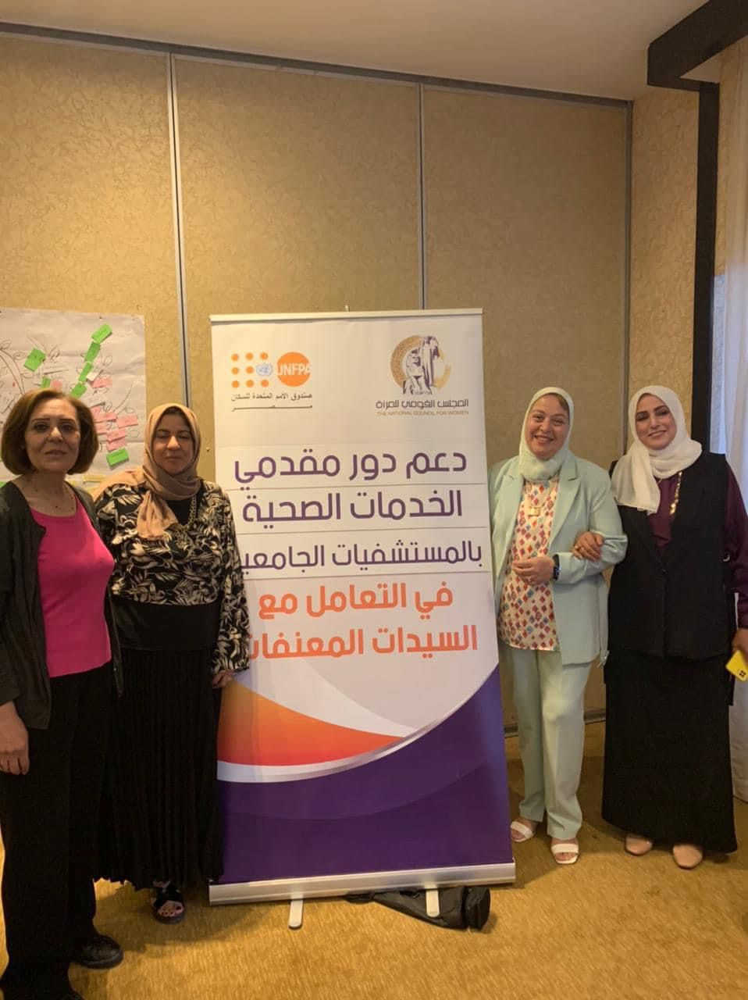 UNFPA
صندوق الأمم المتحدة للسكان
مصر
المجلس القومي للمرأة
THE NATIONAL COUNCIL FOR WOMEN
دعم دور مقدمي
الخدمات الصحية
بالمستشفيات الجامعي
في التعامل مع
السيدات المعنفات